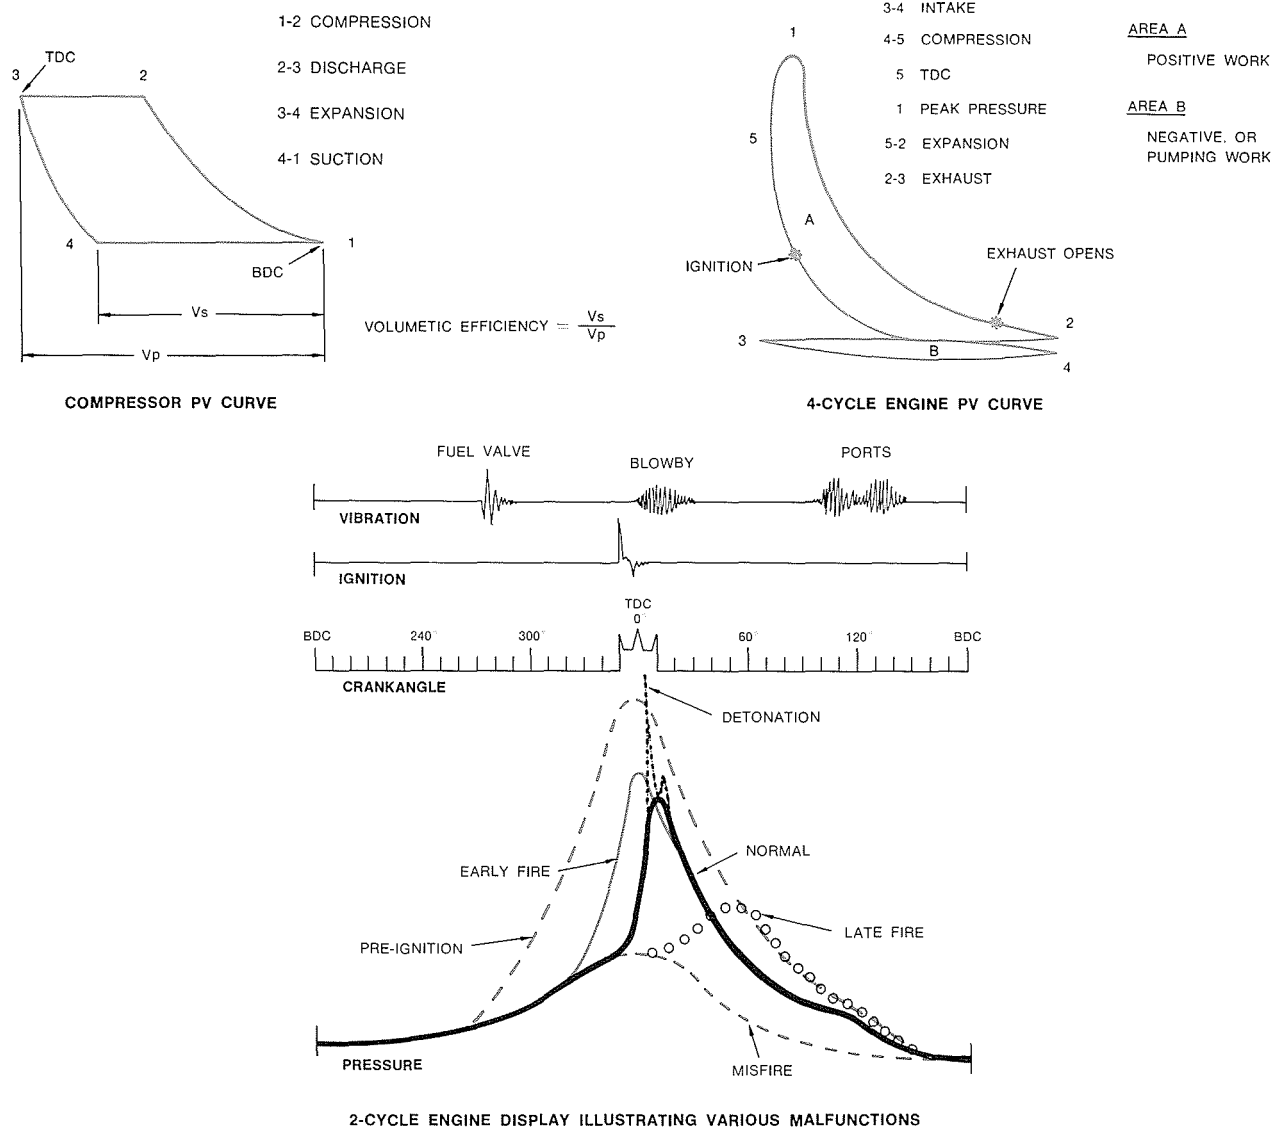 1-2 COMPRESSION
2-3 DISCHARGE
3-4 EXPANSION
4-1 SUCTION
TDC
3
2
4
1
BDC
Vs
Vp
VOLUMETIC EFFICIENCY = Vs
Vp
COMPRESSOR PV CURVE
3-4 INTAKE
4-5 COMPRESSION
5 TDC
1 PEAK PRESSURE
5-2 EXPANSION
2-3 EXHAUST
AREA A
POSITIVE WORK
AREA B
NEGATIVE. OR
PUMPING WORK
1
5
A
IGNITION
EXHAUST OPENS
2
3
B
4
4-CYCLE ENGINE PV CURVE
FUEL VALVE
BLOWBY
PORTS
VIBRATION
IGNITION
TDC
0°
BDC 240° 300° 60° 120° BDC
CRANKANGLE
DETONATION
NORMAL
EARLY FIRE
LATE FIRE
PRE-IGNITION
PRESSURE
MISFIRE
2-CYCLE ENGINE DISPLAY ILLUSTRATING VARIOUS MALFUNCTIONS